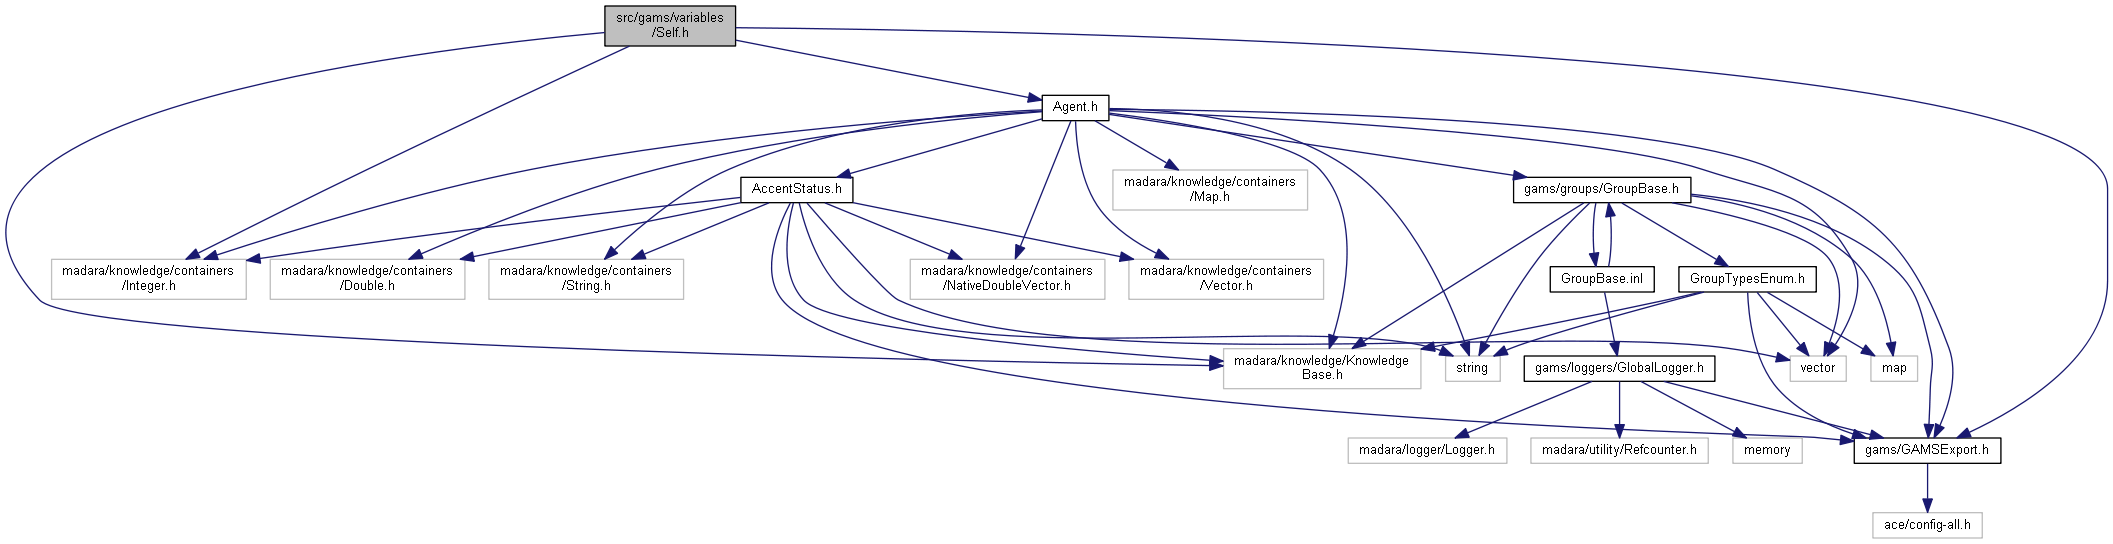 src/gams/variables
/Self.h
Agent.h
AccentStatus.h
madara/knowledge/containers
/Map.h
gams/groups/GroupBase.h
madara/knowledge/containers
/Integer.h
madara/knowledge/containers
/Double.h
madara/knowledge/containers
/String.h
madara/knowledge/containers
/NativeDoubleVector.h
madara/knowledge/containers
/Vector.h
GroupBase.inl
GroupTypesEnum.h
madara/knowledge/Knowledge
Base.h
string
gams/loggers/GlobalLogger.h
vector
map
madara/logger/Logger.h
madara/utility/Refcounter.h
memory
gams/GAMSExport.h
ace/config-all.h